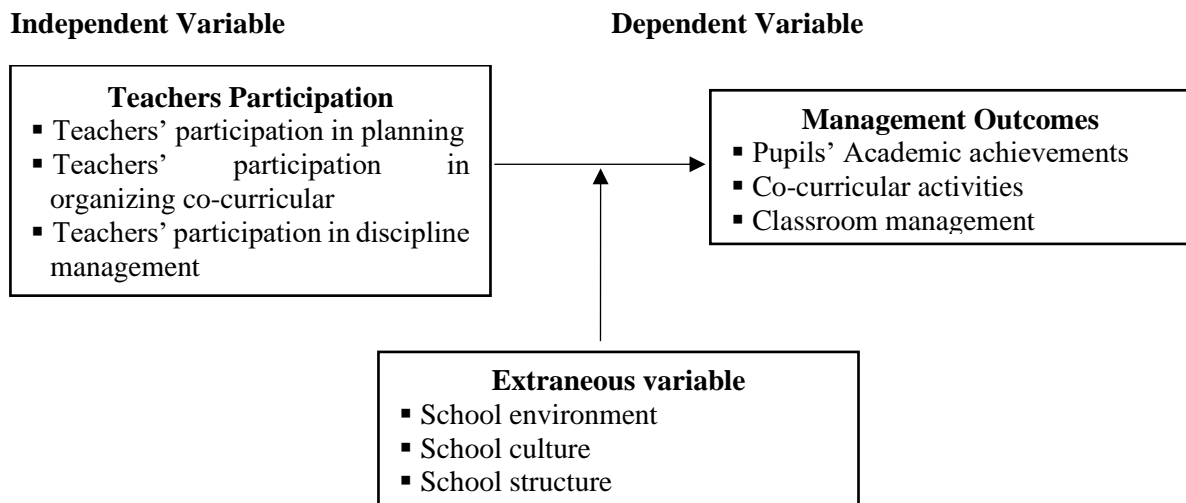 Independent Variable
Dependent Variable
Teachers Participation
▪ Teachers’ participation in planning
▪ Teachers’ participation in
organizing co-curricular
▪ Teachers’ participation in discipline
management
Management Outcomes
▪ Pupils’ Academic achievements
▪ Co-curricular activities
▪ Classroom management
Extraneous variable
▪ School environment
▪ School culture
▪ School structure